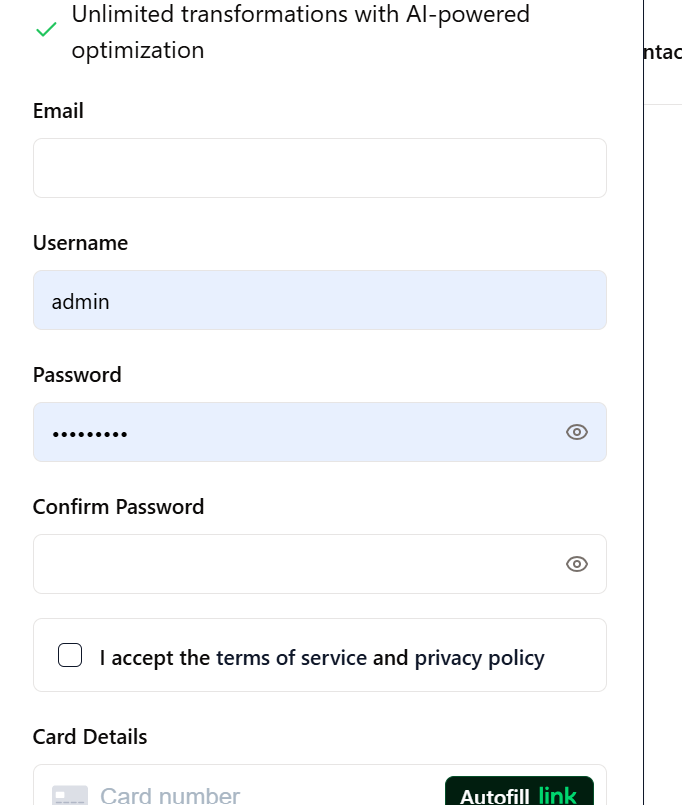 Unlimited transformations with AI-powered
optimization
ntac
Email
Username
admin
Password
•••••••••
Confirm Password
I accept the terms of service and privacy policy
Card Details
Card number
Autofill link